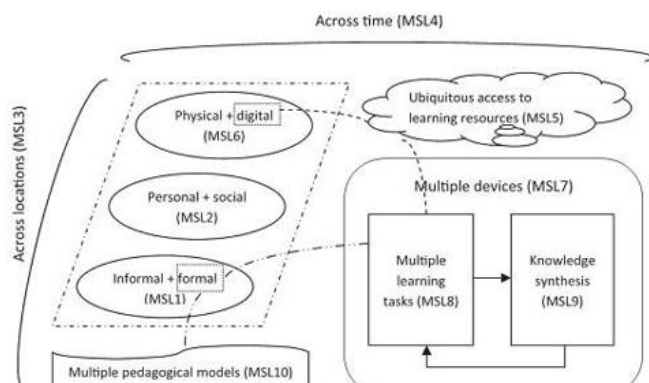 Across time (MSL4)
Across locations (MSL3)
Physical + digital
(MSL6)
Ubiquitous access to
learning resources (MSL5)
Personal + social
(MSL2)
Multiple devices (MSL7)
Informal + formal
(MSL1)
Multiple
learning
tasks (MSL8)
Knowledge
synthesis
(MSL9)
Multiple pedagogical models (MSL10)